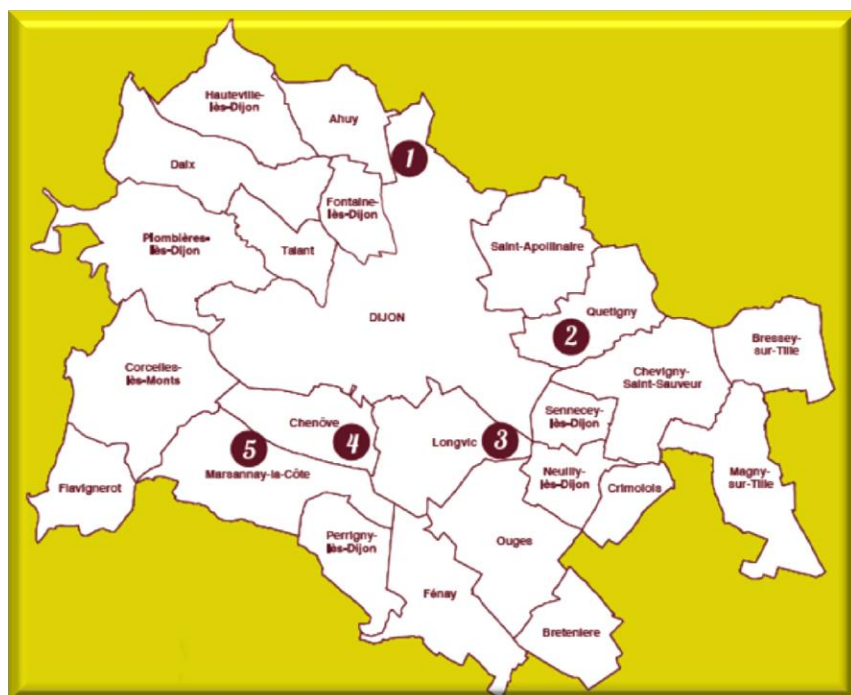 Hauteville-
lès-Dijon
Ahuy
1
Daix
Fontaine-
lès-Dijon
Plombières-
lès-Dijon
Talant
Saint-Apollinaire
DIJON
Quetigny
2
Bressey-
sur-Tille
Corcelles-
lès-Monts
Chevigny-
Saint-Sauveur
Chenôve
4
Longvic
3
Sennecey-
lès-Dijon
5
Marsannay-la-Côte
Flavignerot
Neuilly-
lès-Dijon
Crimolois
Magny-
sur-Tille
Perrigny-
lès-Dijon
Ouges
Fénay
Breteniere